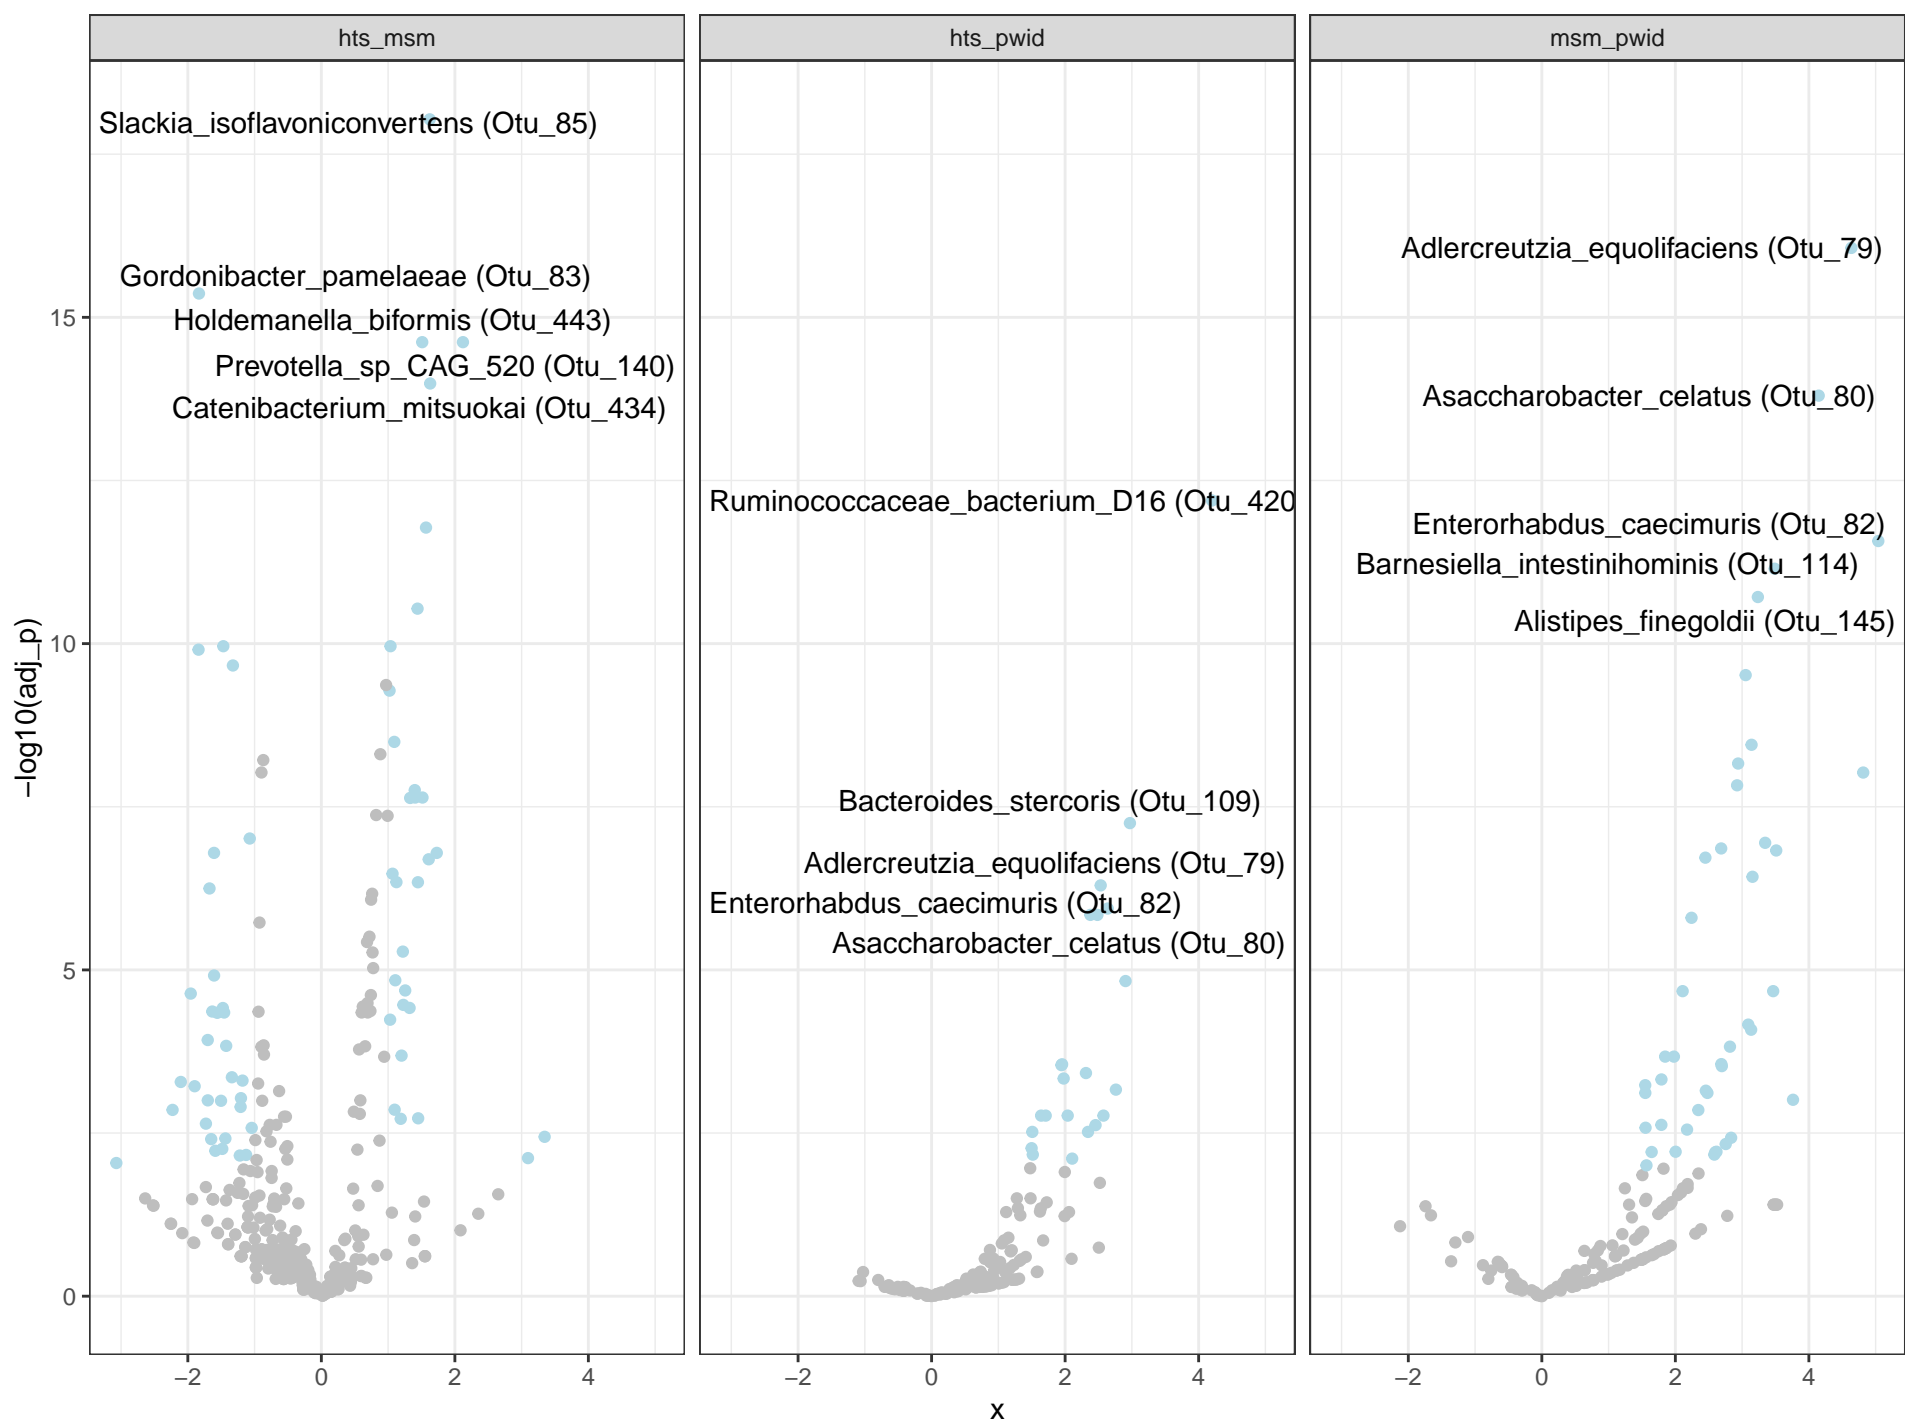 hts_msm
hts_pwid
msm_pwid
Slackia_isoflavoniconvertens (Otu_85)
Gordonibacter_pamelaeae (Otu_83)
Holdemanella_biformis (Otu_443)
Prevotella_sp_CAG_520 (Otu_140)
Catenibacterium_mitsuokai (Otu_434)
Ruminococcaceae_bacterium_D16 (Otu_420
Bacteroides_stercoris (Otu_109)
Adlercreutzia_equolifaciens (Otu_79)
Enterorhabdus_caecimuris (Otu_82)
Asaccharobacter_celatus (Otu_80)
Adlercreutzia_equolifaciens (Otu_79)
Asaccharobacter_celatus (Otu_80)
Enterorhabdus_caecimuris (Otu_82)
Barnesiella_intestinihominis (Otu_114)
Alistipes_finegoldii (Otu_145)
−log10(adj_p)
15
10
5
0
−2 0 2 4
−2 0 2 4
−2 0 2 4
x